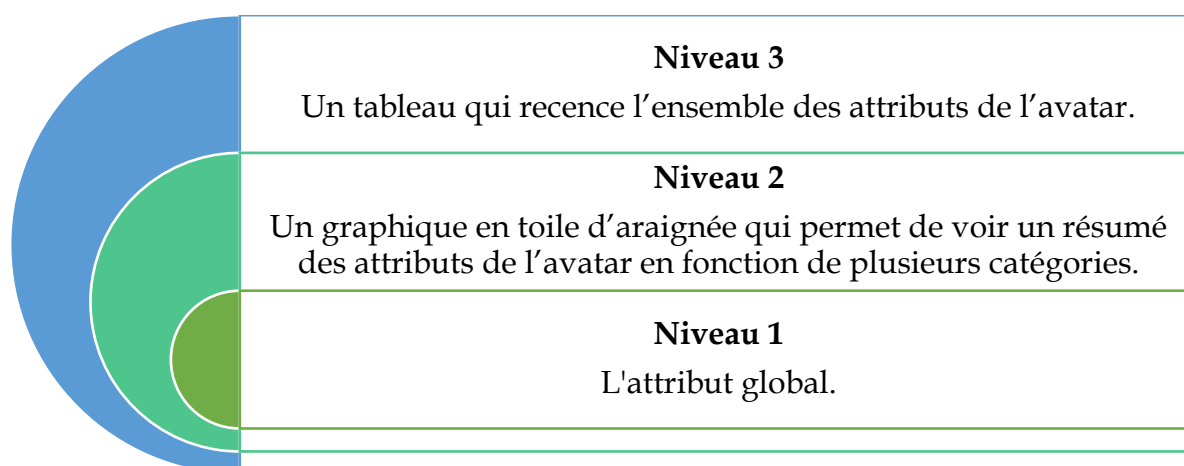 Niveau 3
Un tableau qui recence l’ensemble des attributs de l’avatar.
Niveau 2
Un graphique en toile d’araignée qui permet de voir un résumé
des attributs de l’avatar en fonction de plusieurs catégories.
Niveau 1
L'attribut global.